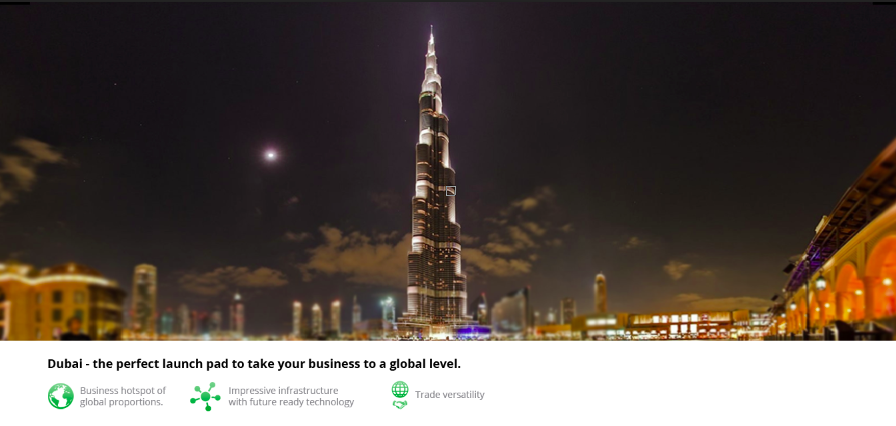 Dubai - the perfect launch pad to take your business to a global level.
Business hotspot of
global proportions.
Impressive infrastructure
with future ready technology
Trade versatility